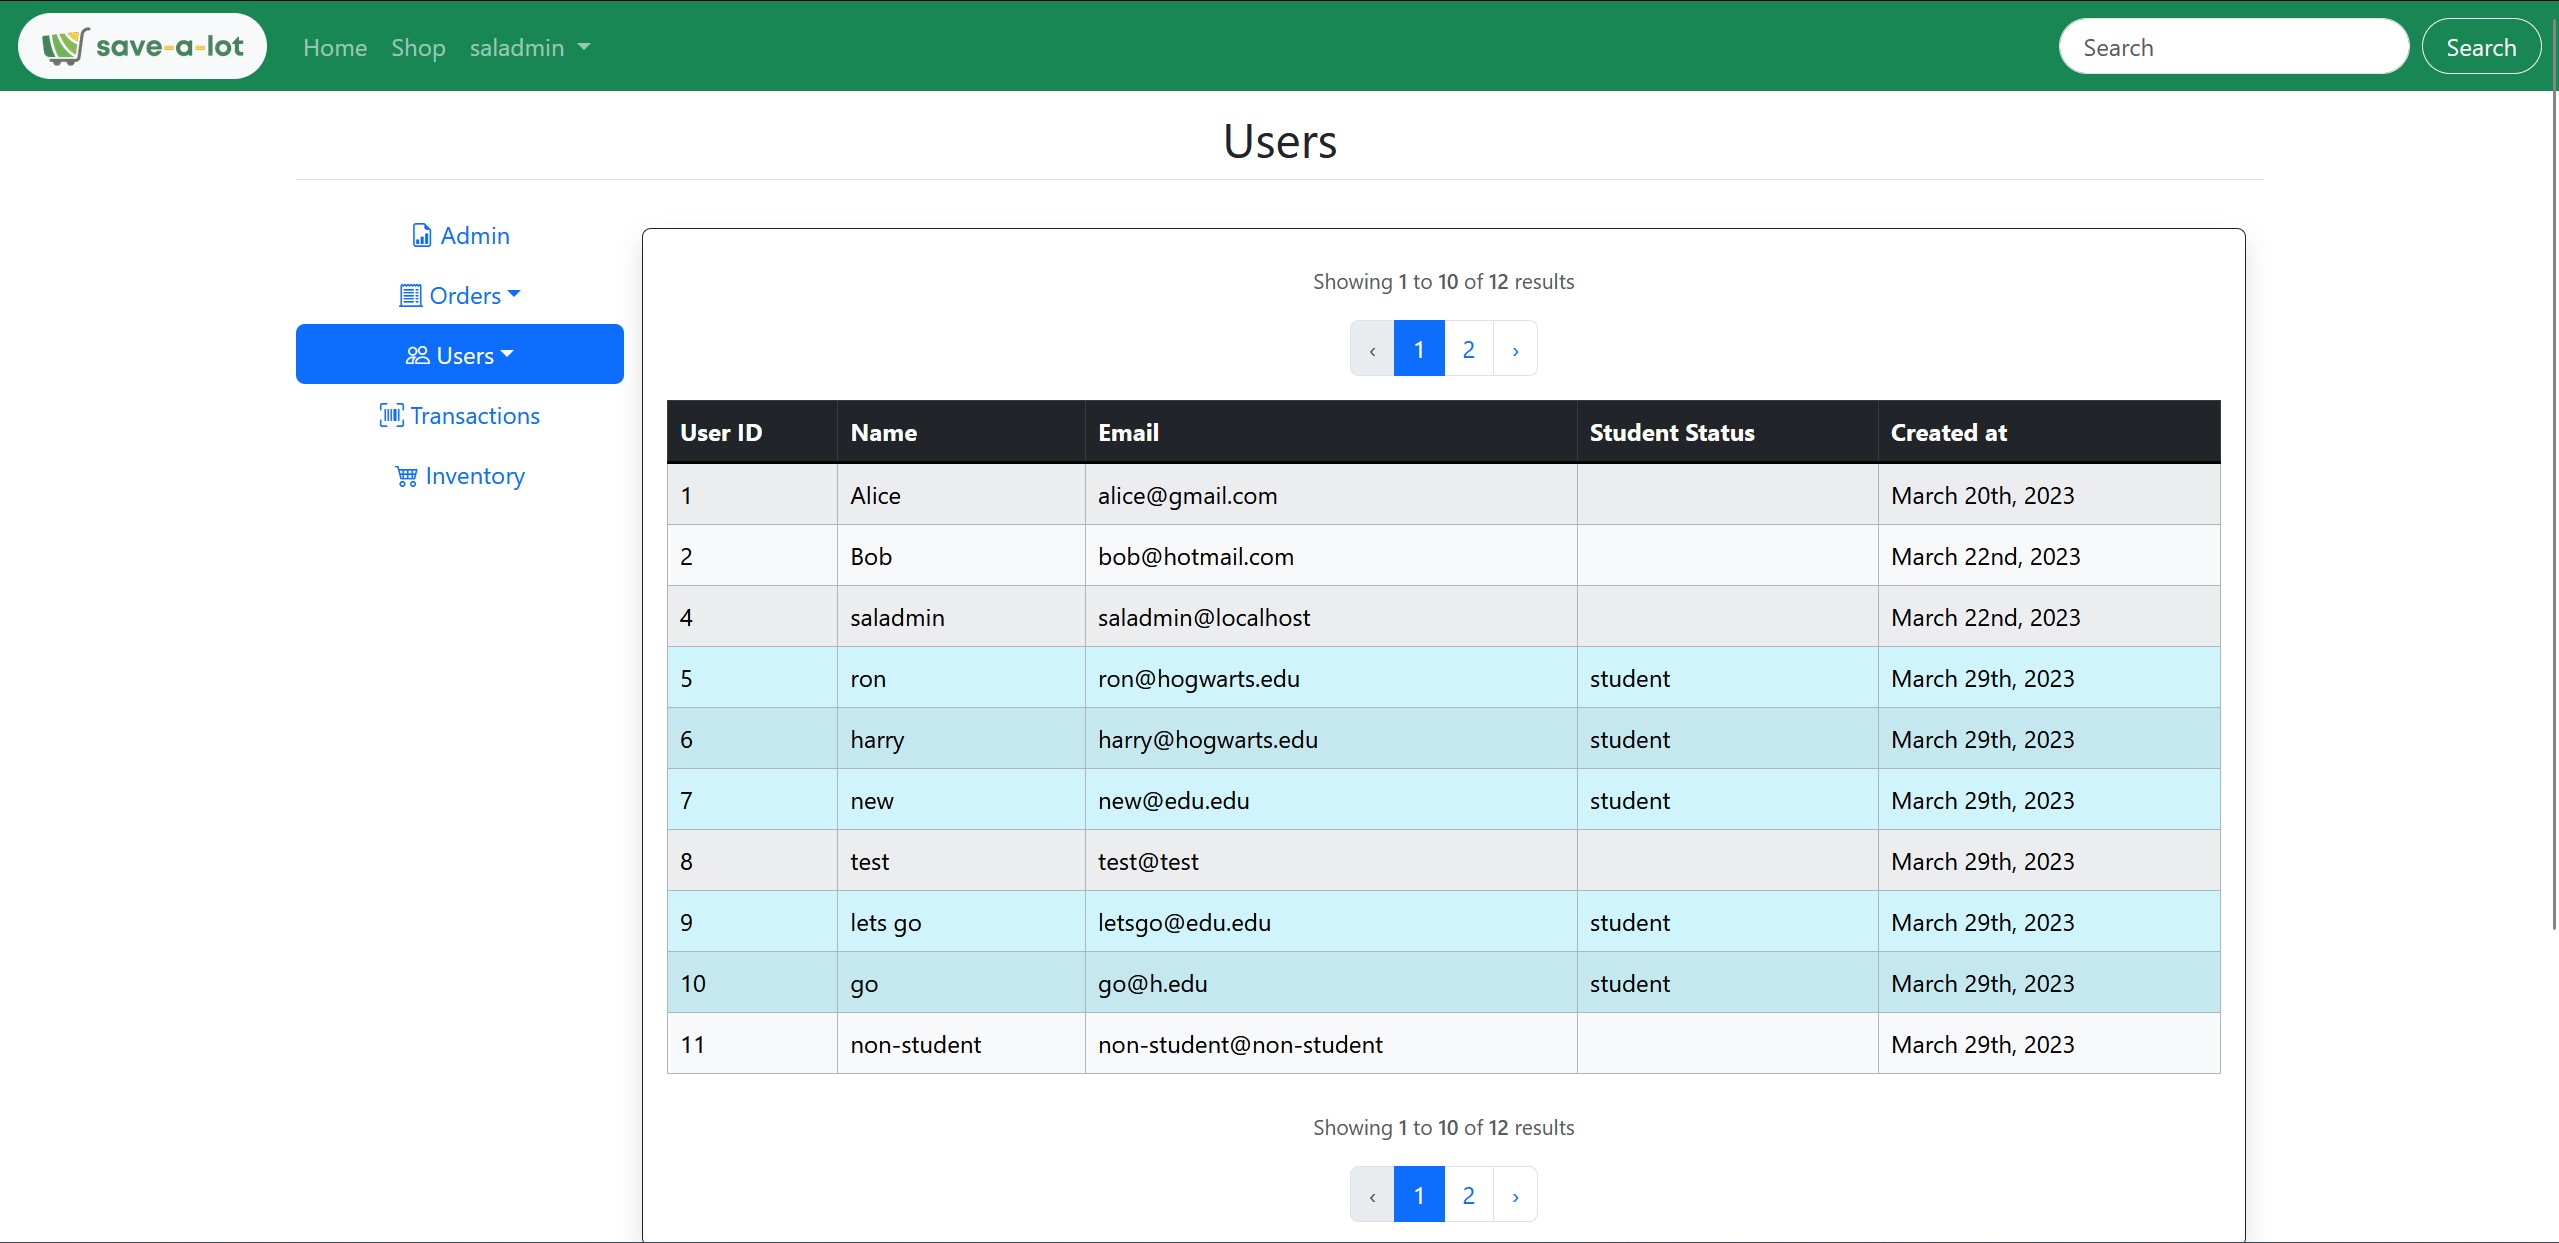 save-a-lot Home Shop saladmin Search Search
Users
Admin
Orders
Users
Transactions
Inventory
Showing 1 to 10 of 12 results
‹ 1 2 ›
User ID Name Email Student Status Created at
1 Alice alice@gmail.com March 20th, 2023
2 Bob bob@hotmail.com March 22nd, 2023
4 saladmin saladmin@localhost March 22nd, 2023
5 ron ron@hogwarts.edu student March 29th, 2023
6 harry harry@hogwarts.edu student March 29th, 2023
7 new new@edu.edu student March 29th, 2023
8 test test@test March 29th, 2023
9 lets go letsgo@edu.edu student March 29th, 2023
10 go go@h.edu student March 29th, 2023
11 non-student non-student@non-student March 29th, 2023
Showing 1 to 10 of 12 results
‹ 1 2 ›